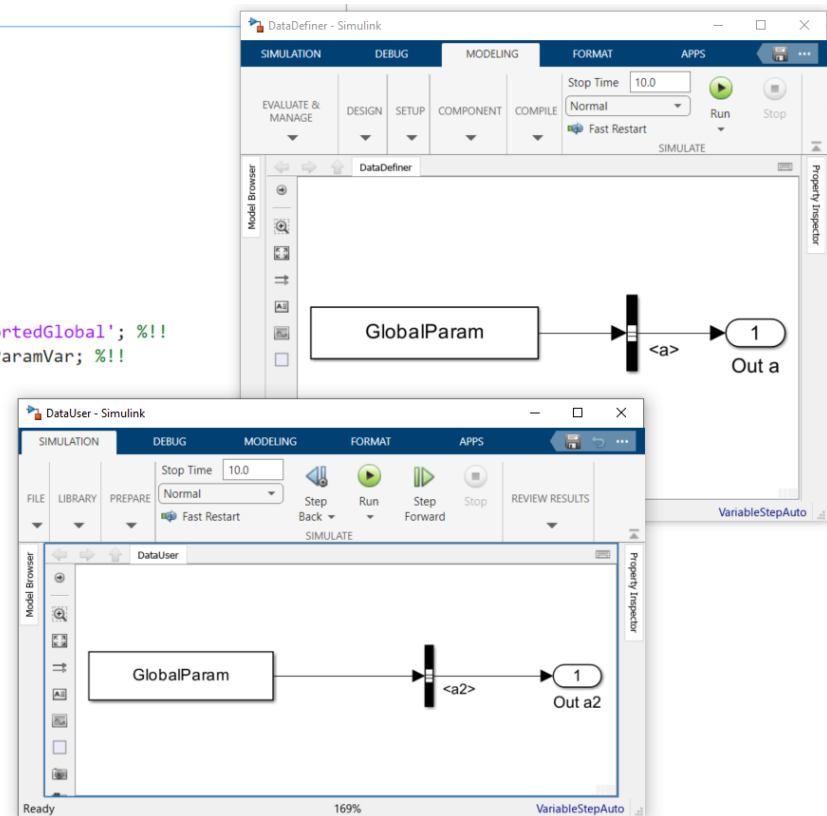 DataDefiner - Simulink
SIMULATION DEBUG MODELING FORMAT APPS
EVALUATE & MANAGE
DESIGN
SETUP
COMPONENT
COMPILE
Stop Time 10.0
Normal
Fast Restart
Run
Stop
SIMULATE
Model Browser
DataDefiner
Property Inspector
GlobalParam
<a>
1
Out a
VariableStepAuto
ortedGlobal'; %!!
aramVar; %!!
DataUser - Simulink
SIMULATION DEBUG MODELING FORMAT APPS
FILE
LIBRARY
PREPARE
Stop Time 10.0
Normal
Fast Restart
Step Back
Run
Step Forward
Stop
SIMULATE
REVIEW RESULTS
Model Browser
DataUser
Property Inspector
GlobalParam
<a2>
1
Out a2
Ready 169% VariableStepAuto